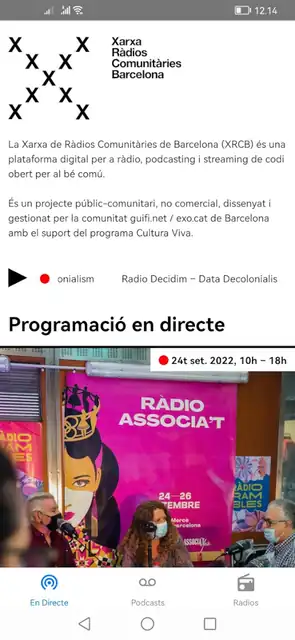 12.14
X X X X X X X X X
Xarxa
Ràdios
Comunitàries
Barcelona
La Xarxa de Ràdios Comunitàries de Barcelona (XRCB) és una
plataforma digital per a ràdio, podcasting i streaming de codi
obert per al bé comú.
És un projecte públic-comunitari, no comercial, dissenyat i
gestionat per la comunitat guifi.net / exo.cat de Barcelona
amb el suport del programa Cultura Viva.
onialism Radio Decidim – Data Decolonialis
Programació en directe
24t set. 2022, 10h – 18h
RÀDIO
ASSOCIA'T
24—26
En Directe Podcasts Radios